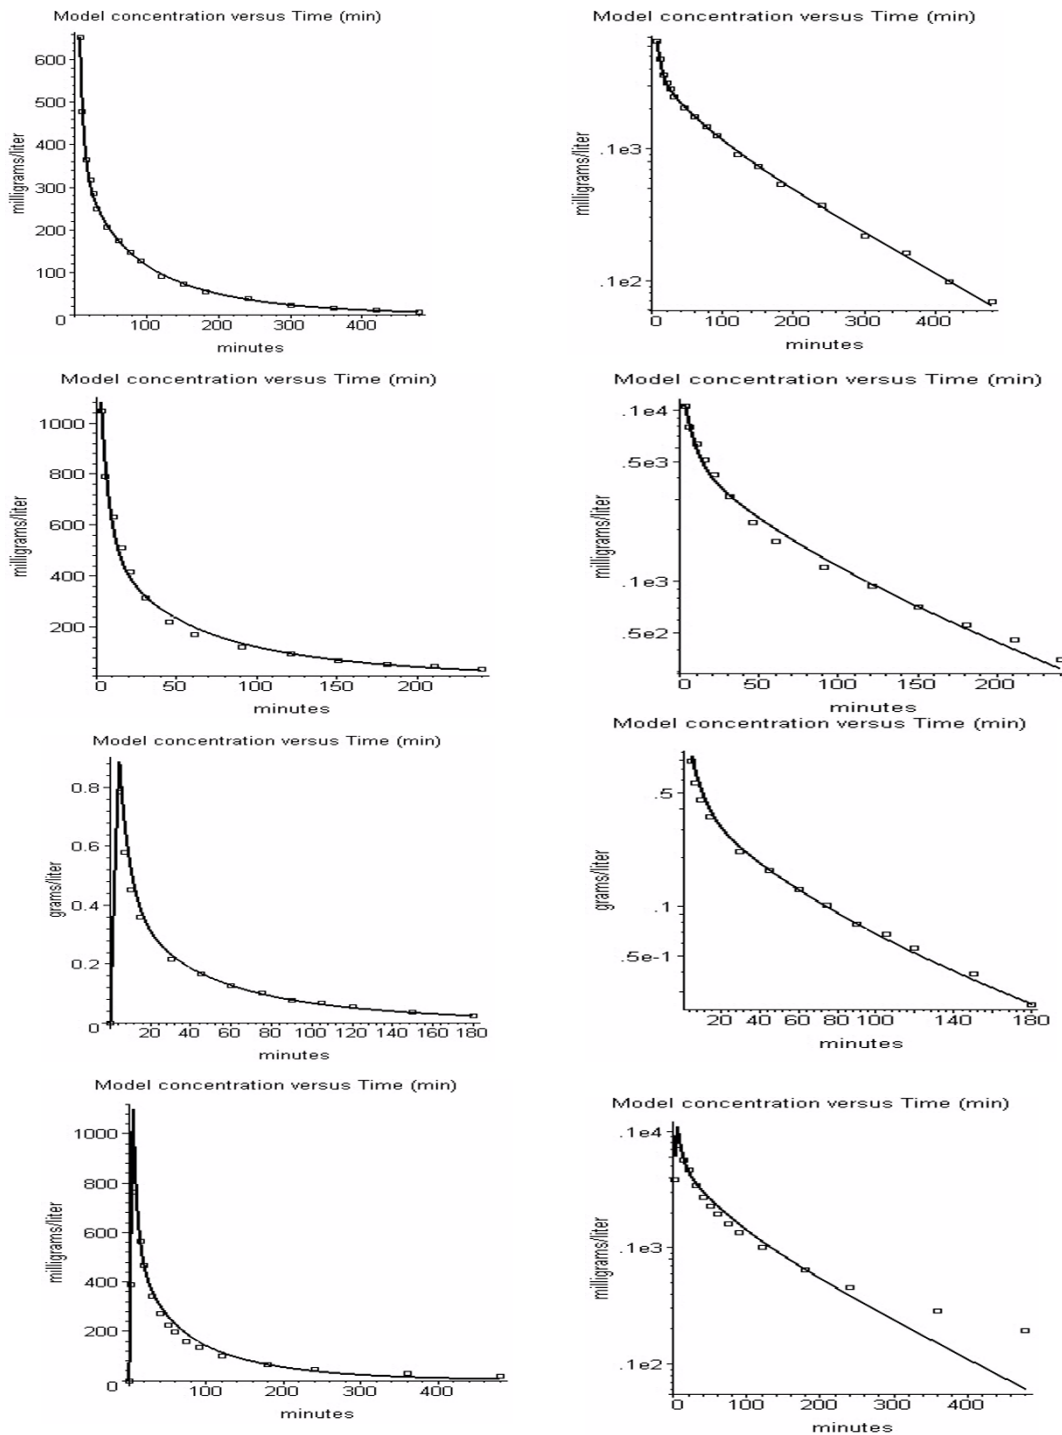 Model concentration versus Time (min)
600
500
400
300
200
100
0
milligrams/liter
100 200 300 400
minutes
Model concentration versus Time (min)
.1e3
.1e2
milligrams/liter
0 100 200 300 400
minutes
Model concentration versus Time (min)
1000
800
600
400
200
milligrams/liter
0 50 100 150 200
minutes
Model concentration versus Time (min)
.1e4
.5e3
.1e3
.5e2
milligrams/liter
0 50 100 150 200
minutes
Model concentration versus Time (min)
0.8
0.6
0.4
0.2
0
grams/liter
20 40 60 80 100 140 180
minutes
Model concentration versus Time (min)
.5
.1
.5e-1
grams/liter
20 40 60 80 100 140 180
minutes
Model concentration versus Time (min)
1000
800
600
400
200
0
milligrams/liter
100 200 300 400
minutes
Model concentration versus Time (min)
.1e4
.1e3
.1e2
milligrams/liter
0 100 200 300 400
minutes